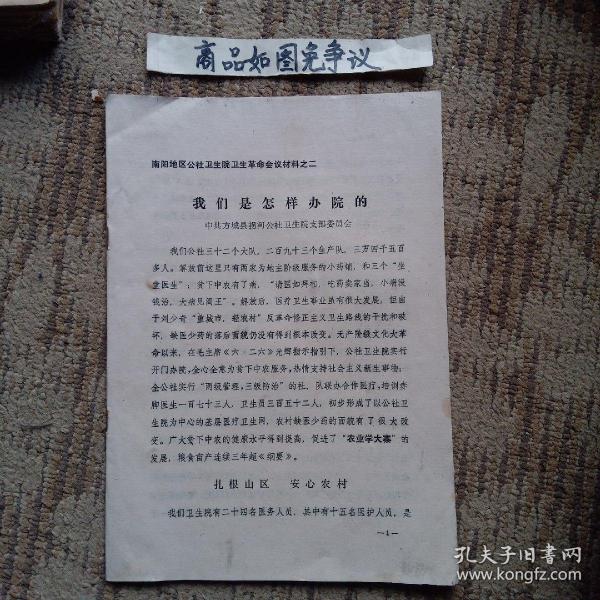 商品如图免争议
南阳地区公社卫生院卫生革命会议材料之二
我们是怎样办院的
中共方城县拐河公社卫生院支部委员会
我们公社三十二个大队，二百九十三个生产队，三万四千五百
多人。解放前这里只有两家为地主阶级服务的小药铺，和三个“坐
堂医生”；贫下中农有了病，“请医如拜相，吃药卖家当，小病没
钱治，大病见阎王”。解放后，医疗卫生事业虽有很大发展，但由
于刘少奇“重城市，轻农村”反革命修正主义卫生路线的干扰和破
坏，缺医少药的落后面貌仍没有得到根本改变。无产阶级文化大革
命以来，在毛主席《六·二六》光辉指示指引下，公社卫生院实行
开门办院，全心全意为贫下中农服务，热情支持社会主义新生事物；
全公社实行“两级管理，三级防治”的社、队联办合作医疗，培训赤
脚医生一百七十三人，卫生员三百五十二人，初步形成了以公社卫
生院为中心的基层医疗卫生网，农村缺医少药的面貌有了很大改
变。广大贫下中农的健康水平得到提高，促进了“农业学大寨”的
发展，粮食亩产连续三年超《纲要》。
扎根山区 安心农村
我们卫生院有二十四名医务人员，其中有十五名医护人员，是
—1—
孔夫子旧书网
www.kongfz.com